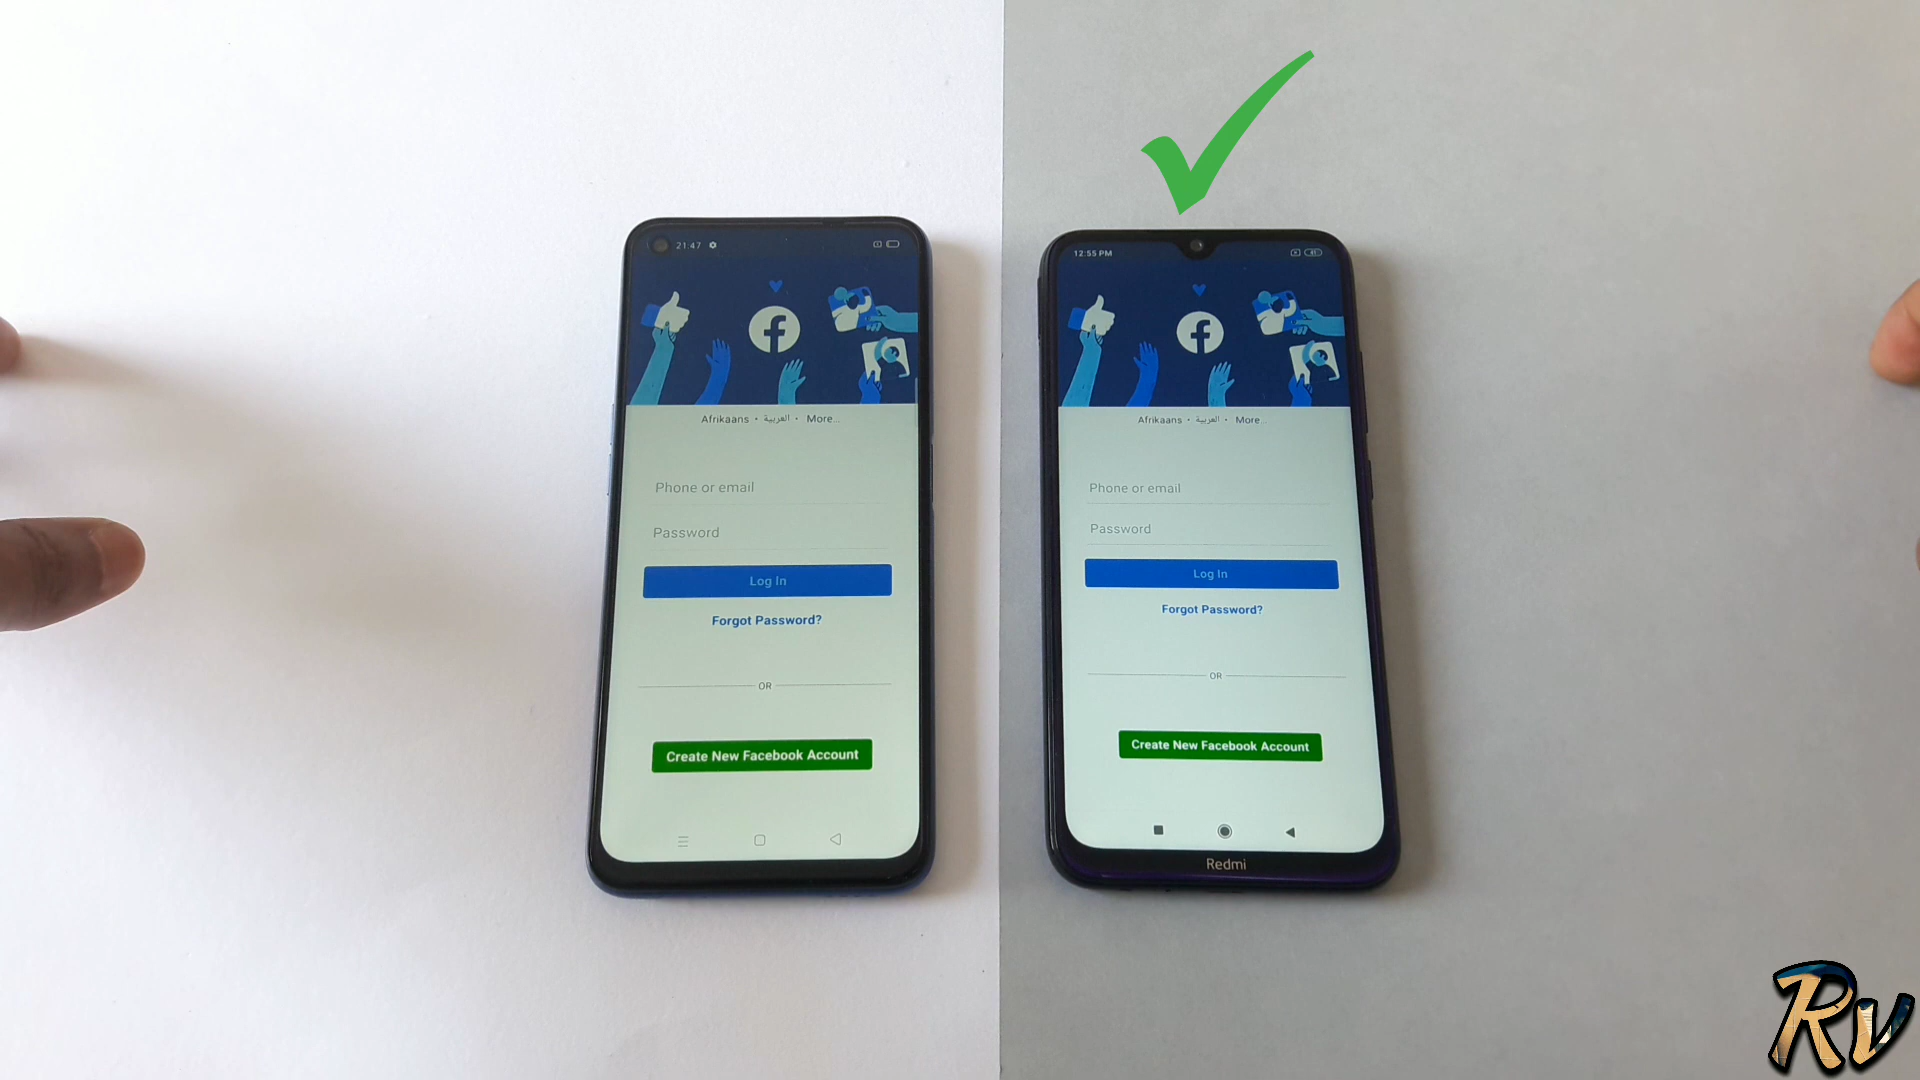 21:47
Afrikaans · العربية · More...
Phone or email
Password
Log In
Forgot Password?
OR
Create New Facebook Account
12:55 PM
41
Afrikaans · العربية · More...
Phone or email
Password
Log In
Forgot Password?
OR
Create New Facebook Account
Redmi
Rv